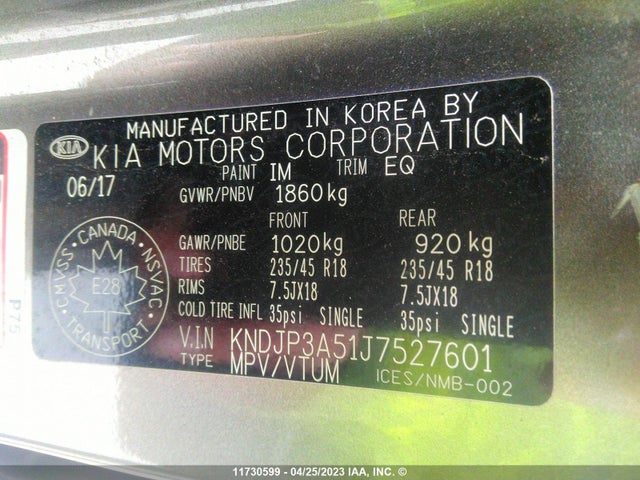 MANUFACTURED IN KOREA BY
KIA KIA MOTORS CORPORATION
06/17 PAINT IM TRIM EQ
GVWR/PNBV 1860kg
FRONT REAR
GAWR/PNBE 1020kg 920kg
TIRES 235/45 R18 235/45 R18
RIMS 7.5JX18 7.5JX18
COLD TIRE INFL 35psi SINGLE 35psi SINGLE
V.I.N KNDJP3A51J7527601
TYPE MPV/VTUM ICES/NMB-002
CMVSS • CANADA • NSVAC
E28
TRANSPORT
P75
11730599 - 04/25/2023 IAA, INC. ©